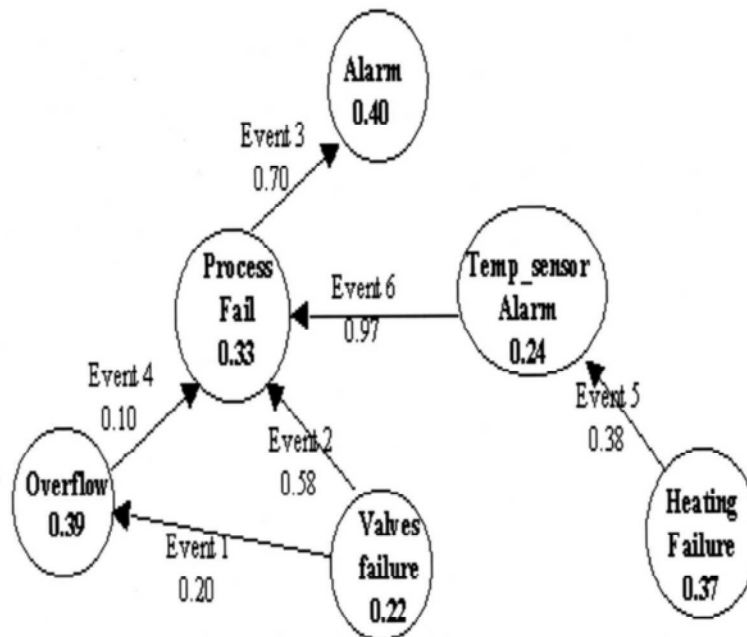 Alarm
0.40
Event 3
0.70
Process
Fail
0.33
Event 6
0.97
Temp_sensor
Alarm
0.24
Event 4
0.10
Event 2
0.58
Event 5
0.38
Overflow
0.39
Event 1
0.20
Valves
failure
0.22
Heating
Failure
0.37